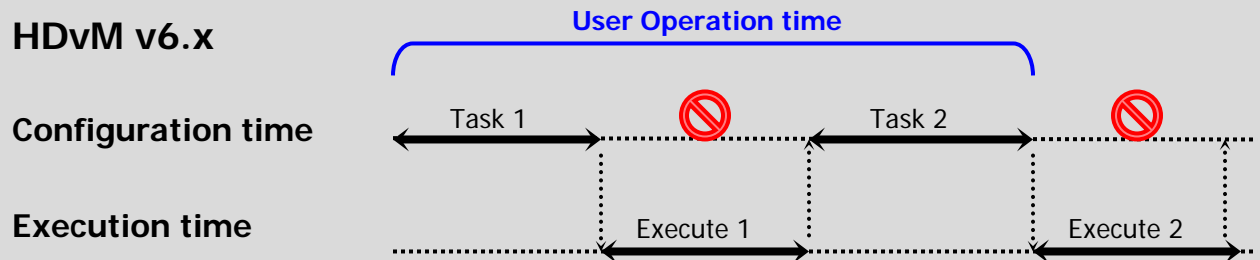 User Operation time
HDvM v6.x
Configuration time
Task 1
Task 2
Execution time
Execute 1
Execute 2